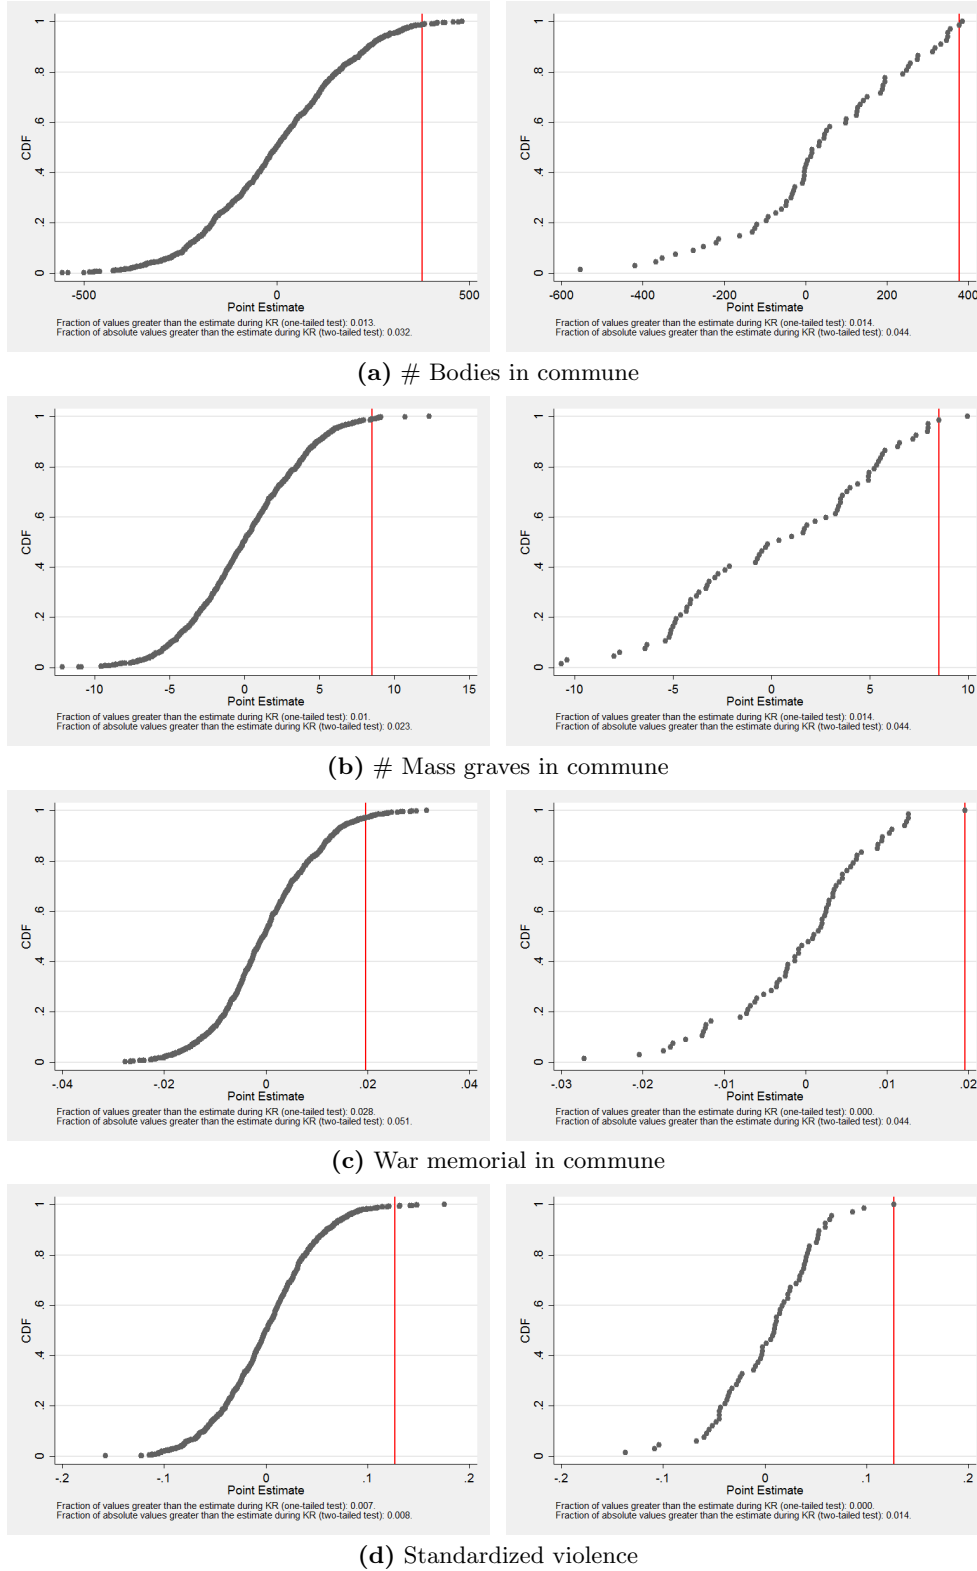 CDF
0 .2 .4 .6 .8 1
-500 0 500
Point Estimate
Fraction of values greater than the estimate during KR (one-tailed test): 0.013.
Fraction of absolute values greater than the estimate during KR (two-tailed test): 0.032.
CDF
0 .2 .4 .6 .8 1
-600 -400 -200 0 200 400
Point Estimate
Fraction of values greater than the estimate during KR (one-tailed test): 0.014.
Fraction of absolute values greater than the estimate during KR (two-tailed test): 0.044.
(a) # Bodies in commune
CDF
0 .2 .4 .6 .8 1
-10 -5 0 5 10 15
Point Estimate
Fraction of values greater than the estimate during KR (one-tailed test): 0.01.
Fraction of absolute values greater than the estimate during KR (two-tailed test): 0.023.
CDF
0 .2 .4 .6 .8 1
-10 -5 0 5 10
Point Estimate
Fraction of values greater than the estimate during KR (one-tailed test): 0.014.
Fraction of absolute values greater than the estimate during KR (two-tailed test): 0.044.
(b) # Mass graves in commune
CDF
0 .2 .4 .6 .8 1
-.04 -.02 0 .02 .04
Point Estimate
Fraction of values greater than the estimate during KR (one-tailed test): 0.028.
Fraction of absolute values greater than the estimate during KR (two-tailed test): 0.051.
CDF
0 .2 .4 .6 .8 1
-.03 -.02 -.01 0 .01 .02
Point Estimate
Fraction of values greater than the estimate during KR (one-tailed test): 0.000.
Fraction of absolute values greater than the estimate during KR (two-tailed test): 0.044.
(c) War memorial in commune
CDF
0 .2 .4 .6 .8 1
-.2 -.1 0 .1 .2
Point Estimate
Fraction of values greater than the estimate during KR (one-tailed test): 0.007.
Fraction of absolute values greater than the estimate during KR (two-tailed test): 0.008.
CDF
0 .2 .4 .6 .8 1
-.2 -.1 0 .1 .2
Point Estimate
Fraction of values greater than the estimate during KR (one-tailed test): 0.000.
Fraction of absolute values greater than the estimate during KR (two-tailed test): 0.014.
(d) Standardized violence